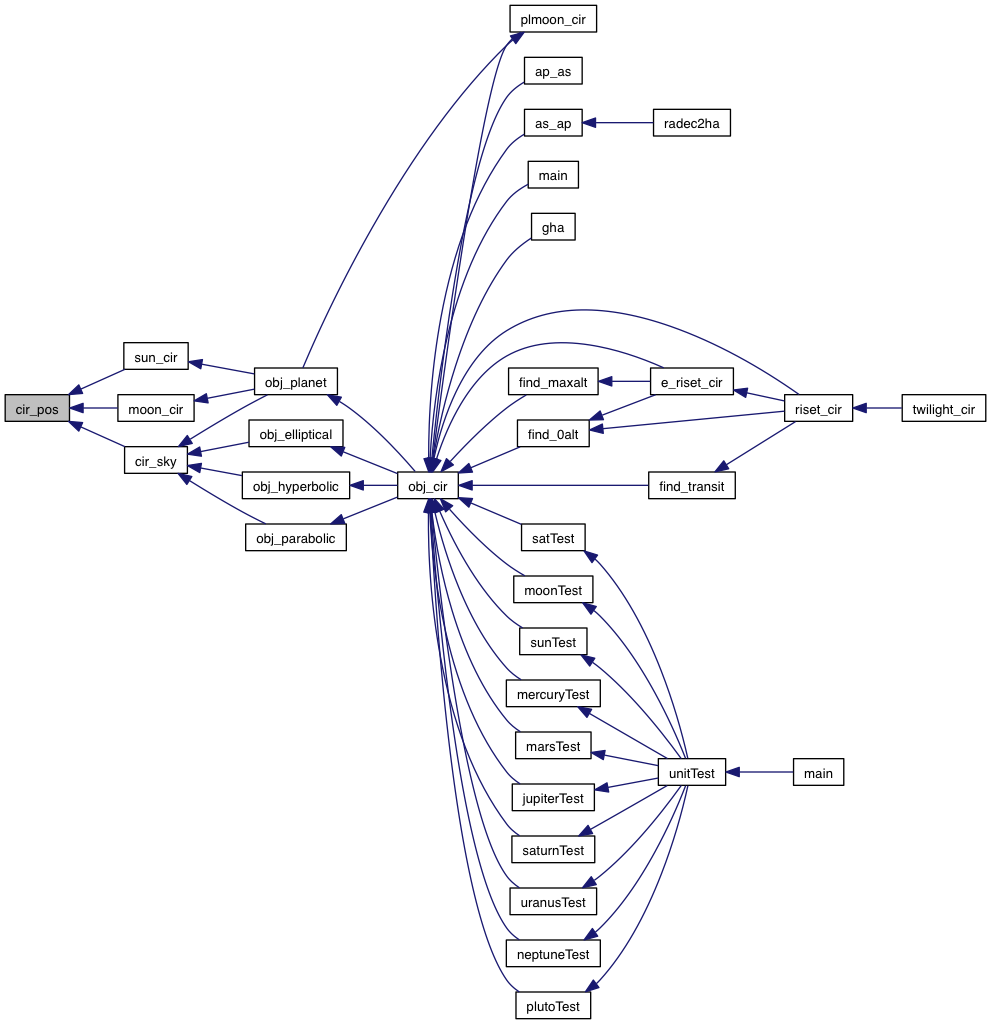 plmoon_cir
ap_as
as_ap
radec2ha
main
gha
sun_cir
obj_planet
find_maxalt
e_riset_cir
cir_pos
moon_cir
riset_cir
twilight_cir
obj_elliptical
find_0alt
cir_sky
obj_hyperbolic
obj_cir
find_transit
obj_parabolic
satTest
moonTest
sunTest
mercuryTest
marsTest
unitTest
main
jupiterTest
saturnTest
uranusTest
neptuneTest
plutoTest